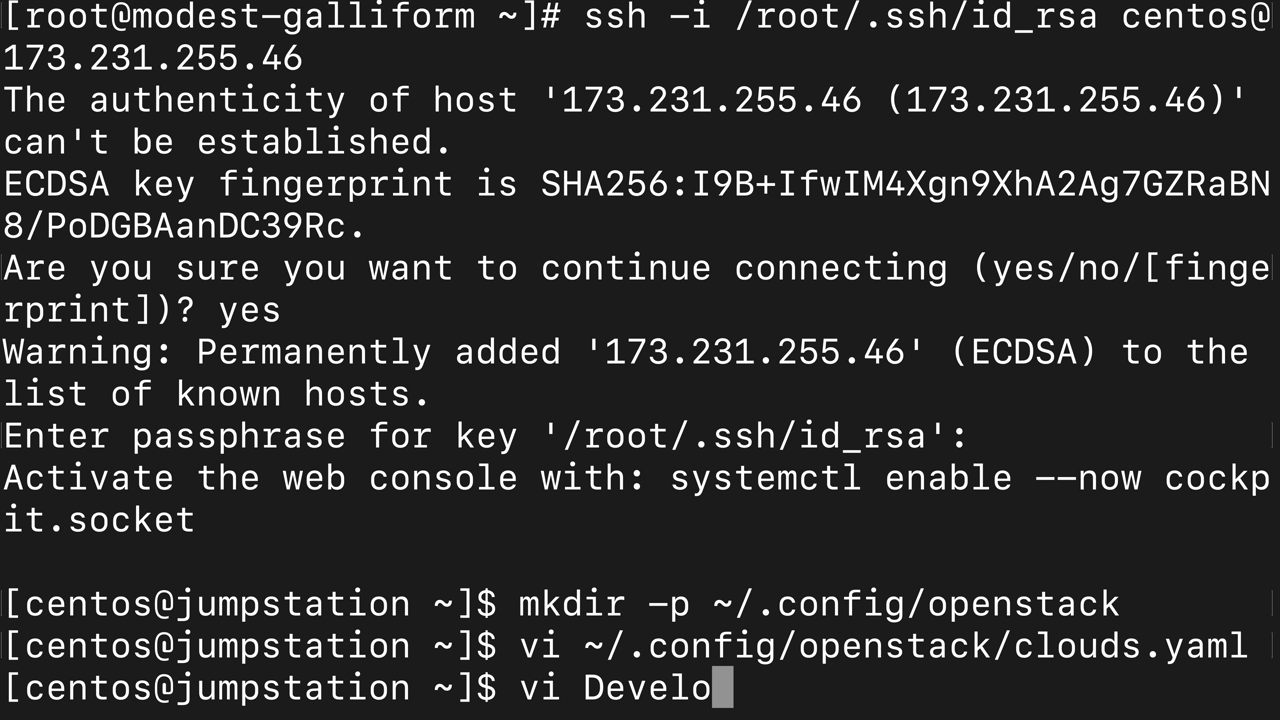 [root@modest-galliform ~]# ssh -i /root/.ssh/id_rsa centos@
173.231.255.46
The authenticity of host '173.231.255.46 (173.231.255.46)'
can't be established.
ECDSA key fingerprint is SHA256:I9B+IfwIM4Xgn9XhA2Ag7GZRaBN
8/PoDGBAanDC39Rc.
Are you sure you want to continue connecting (yes/no/[finge
rprint])? yes
Warning: Permanently added '173.231.255.46' (ECDSA) to the
list of known hosts.
Enter passphrase for key '/root/.ssh/id_rsa':
Activate the web console with: systemctl enable --now cockp
it.socket
[centos@jumpstation ~]$ mkdir -p ~/.config/openstack
[centos@jumpstation ~]$ vi ~/.config/openstack/clouds.yaml
[centos@jumpstation ~]$ vi Develo